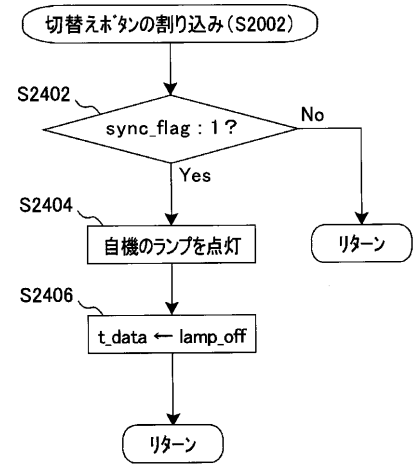 切替えボタンの割り込み(S2002)
S2402
sync_flag : 1?
No
Yes
S2404
自機のランプを点灯
リターン
S2406
t_data ← lamp_off
リターン